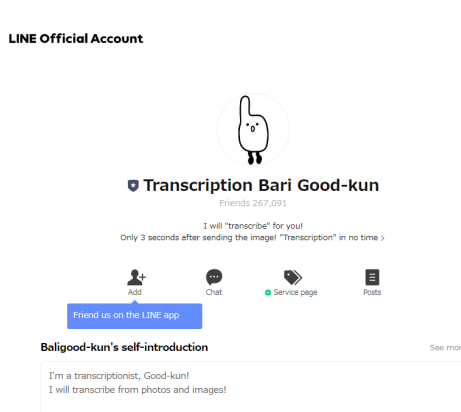 LINE Official Account
Transcription Bari Good-kun
Friends 267,091
I will "transcribe" for you!
Only 3 seconds after sending the image! "Transcription" in no time >
Add
Chat
Service page
Posts
Friend us on the LINE app
Baligood-kun's self-introduction
See mor
I'm a transcriptionist, Good-kun!
I will transcribe from photos and images!